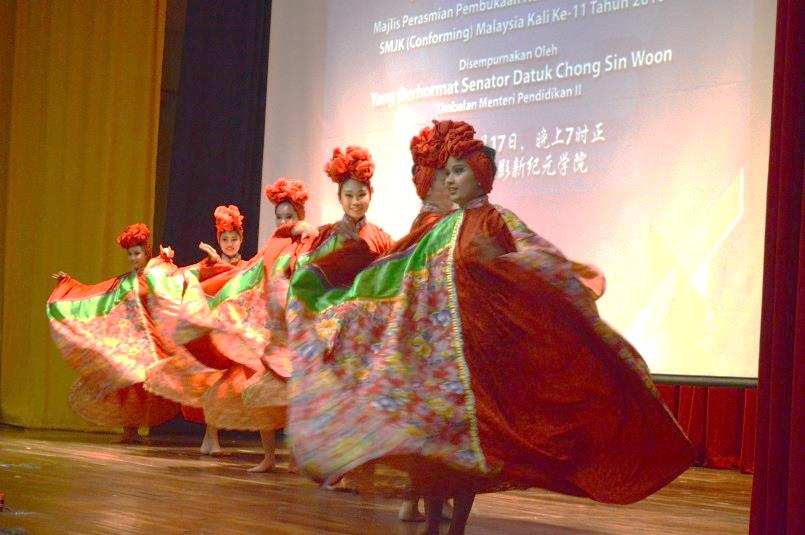 Majlis Perasmian Pembukaan
SMJK (Conforming) Malaysia Kali Ke-11 Tahun
Disempurnakan Oleh
Yang Berhormat Senator Datuk Chong Sin Woon
Timbalan Menteri Pendidikan II
17日，晚上7时正
新纪元学院